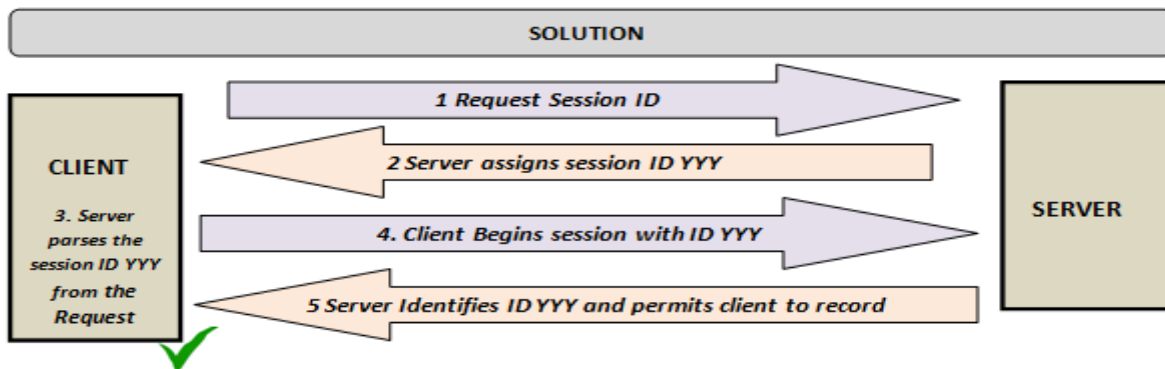 SOLUTION
1 Request Session ID
2 Server assigns session ID YYY
CLIENT
3. Server
parses the
session ID YYY
from the
Request
4. Client Begins session with ID YYY
5 Server Identifies ID YYY and permits client to record
SERVER